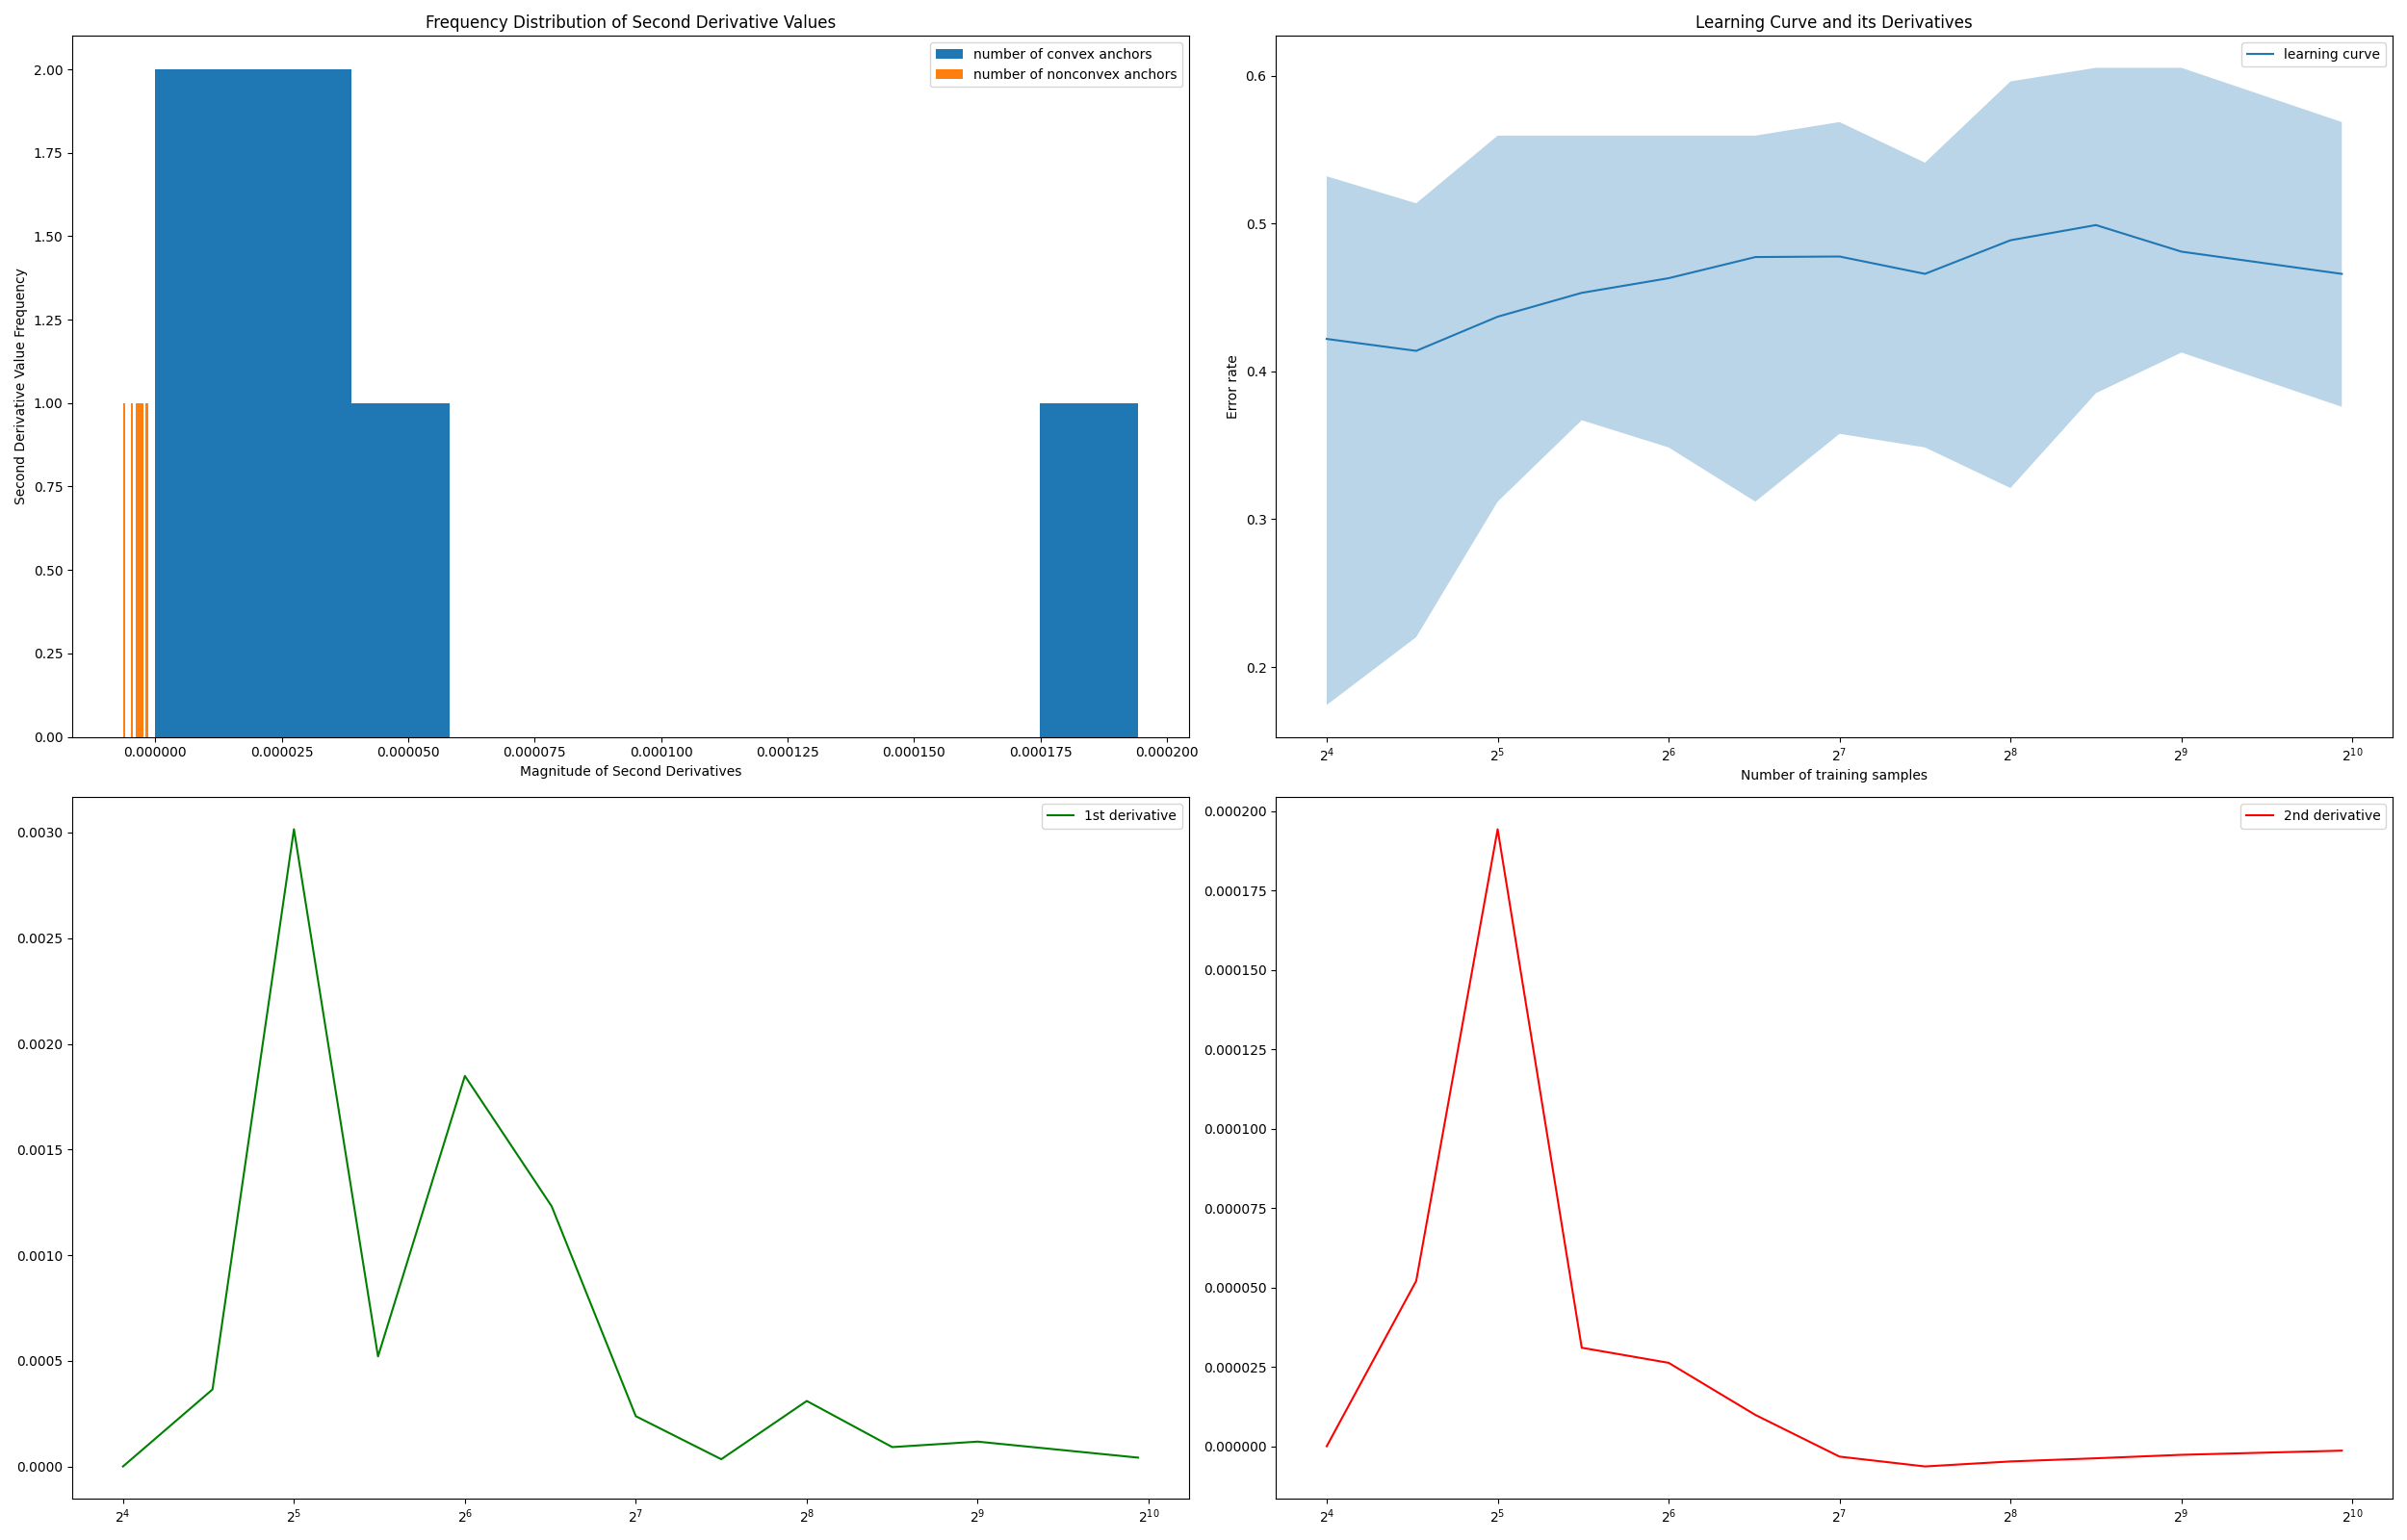 Frequency Distribution of Second Derivative Values
number of convex anchors
number of nonconvex anchors
2.00
1.75
1.50
1.25
1.00
0.75
0.50
0.25
0.00
Second Derivative Value Frequency
0.000000 0.000025 0.000050 0.000075 0.000100 0.000125 0.000150 0.000175 0.000200
Magnitude of Second Derivatives
Learning Curve and its Derivatives
learning curve
0.6
0.5
0.4
0.3
0.2
Error rate
2^4 2^5 2^6 2^7 2^8 2^9 2^10
Number of training samples
1st derivative
0.0030
0.0025
0.0020
0.0015
0.0010
0.0005
0.0000
2^4 2^5 2^6 2^7 2^8 2^9 2^10
2nd derivative
0.000200
0.000175
0.000150
0.000125
0.000100
0.000075
0.000050
0.000025
0.000000
2^4 2^5 2^6 2^7 2^8 2^9 2^10